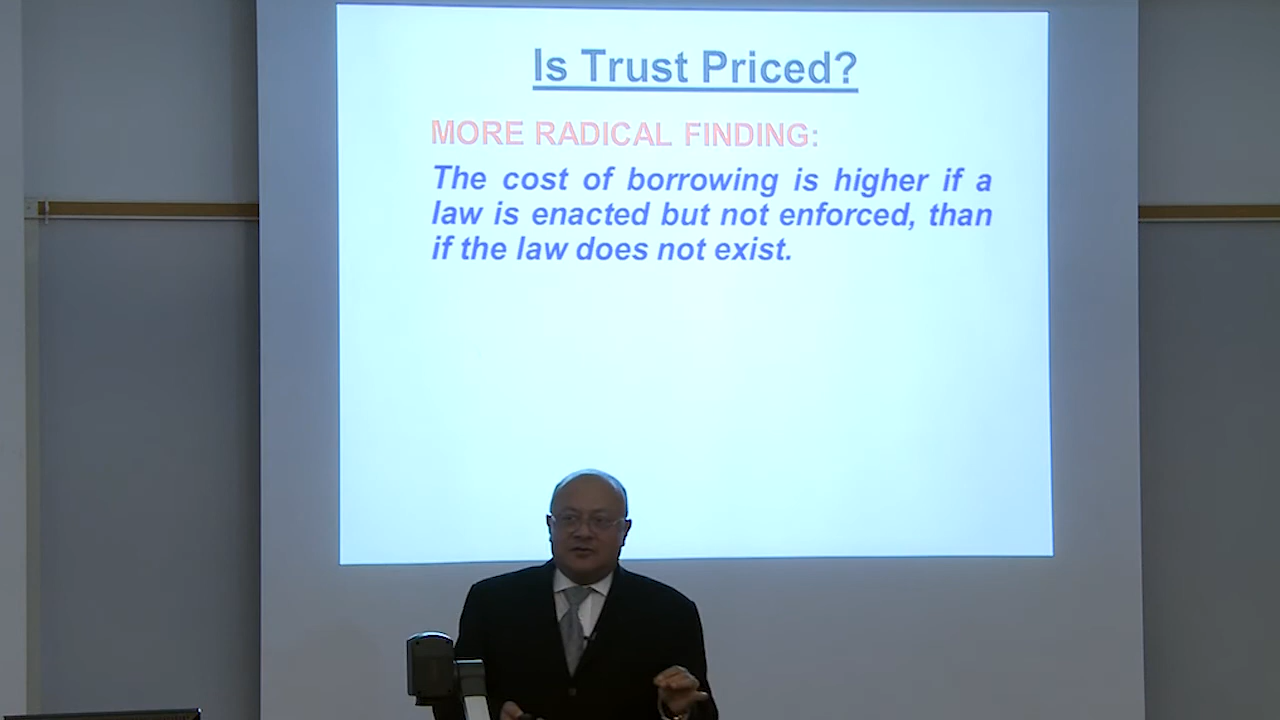 Is Trust Priced?
MORE RADICAL FINDING:
The cost of borrowing is higher if a
law is enacted but not enforced, than
if the law does not exist.